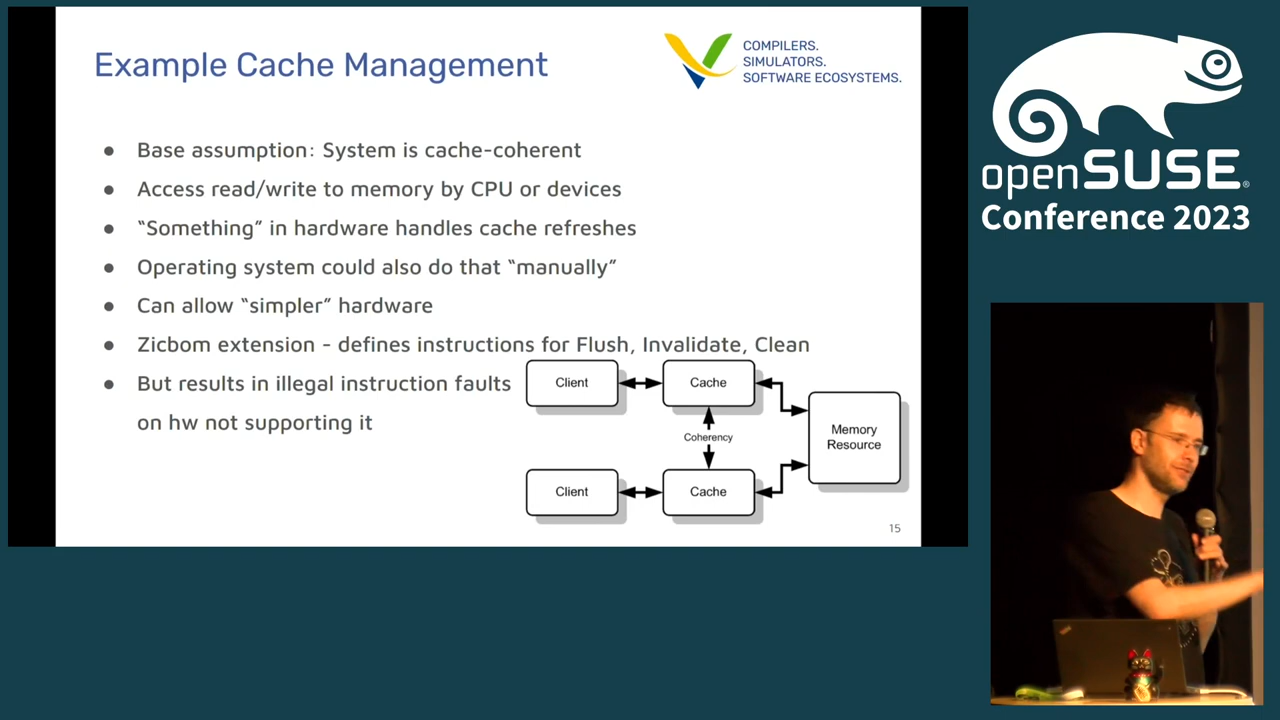 Example Cache Management
COMPILERS.
SIMULATORS.
SOFTWARE ECOSYSTEMS.
● Base assumption: System is cache-coherent
● Access read/write to memory by CPU or devices
● “Something” in hardware handles cache refreshes
● Operating system could also do that “manually”
● Can allow “simpler” hardware
● Zicbom extension - defines instructions for Flush, Invalidate, Clean
● But results in illegal instruction faults
on hw not supporting it
Client
Cache
Memory
Resource
Coherency
Client
Cache
15
openSUSE®
Conference 2023